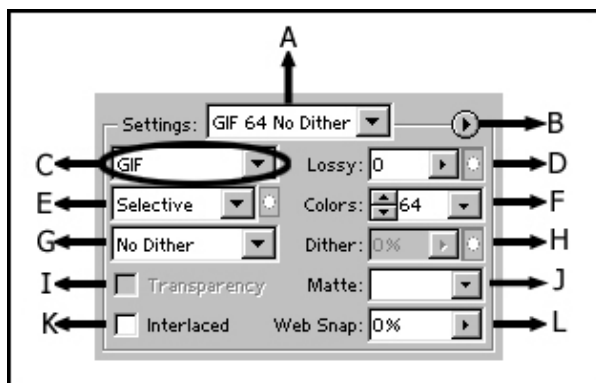 A
Settings: GIF 64 No Dither B
C GIF Lossy: 0 D
E Selective Colors: 64 F
G No Dither Dither: 0% H
I Transparency Matte: J
K Interlaced Web Snap: 0% L